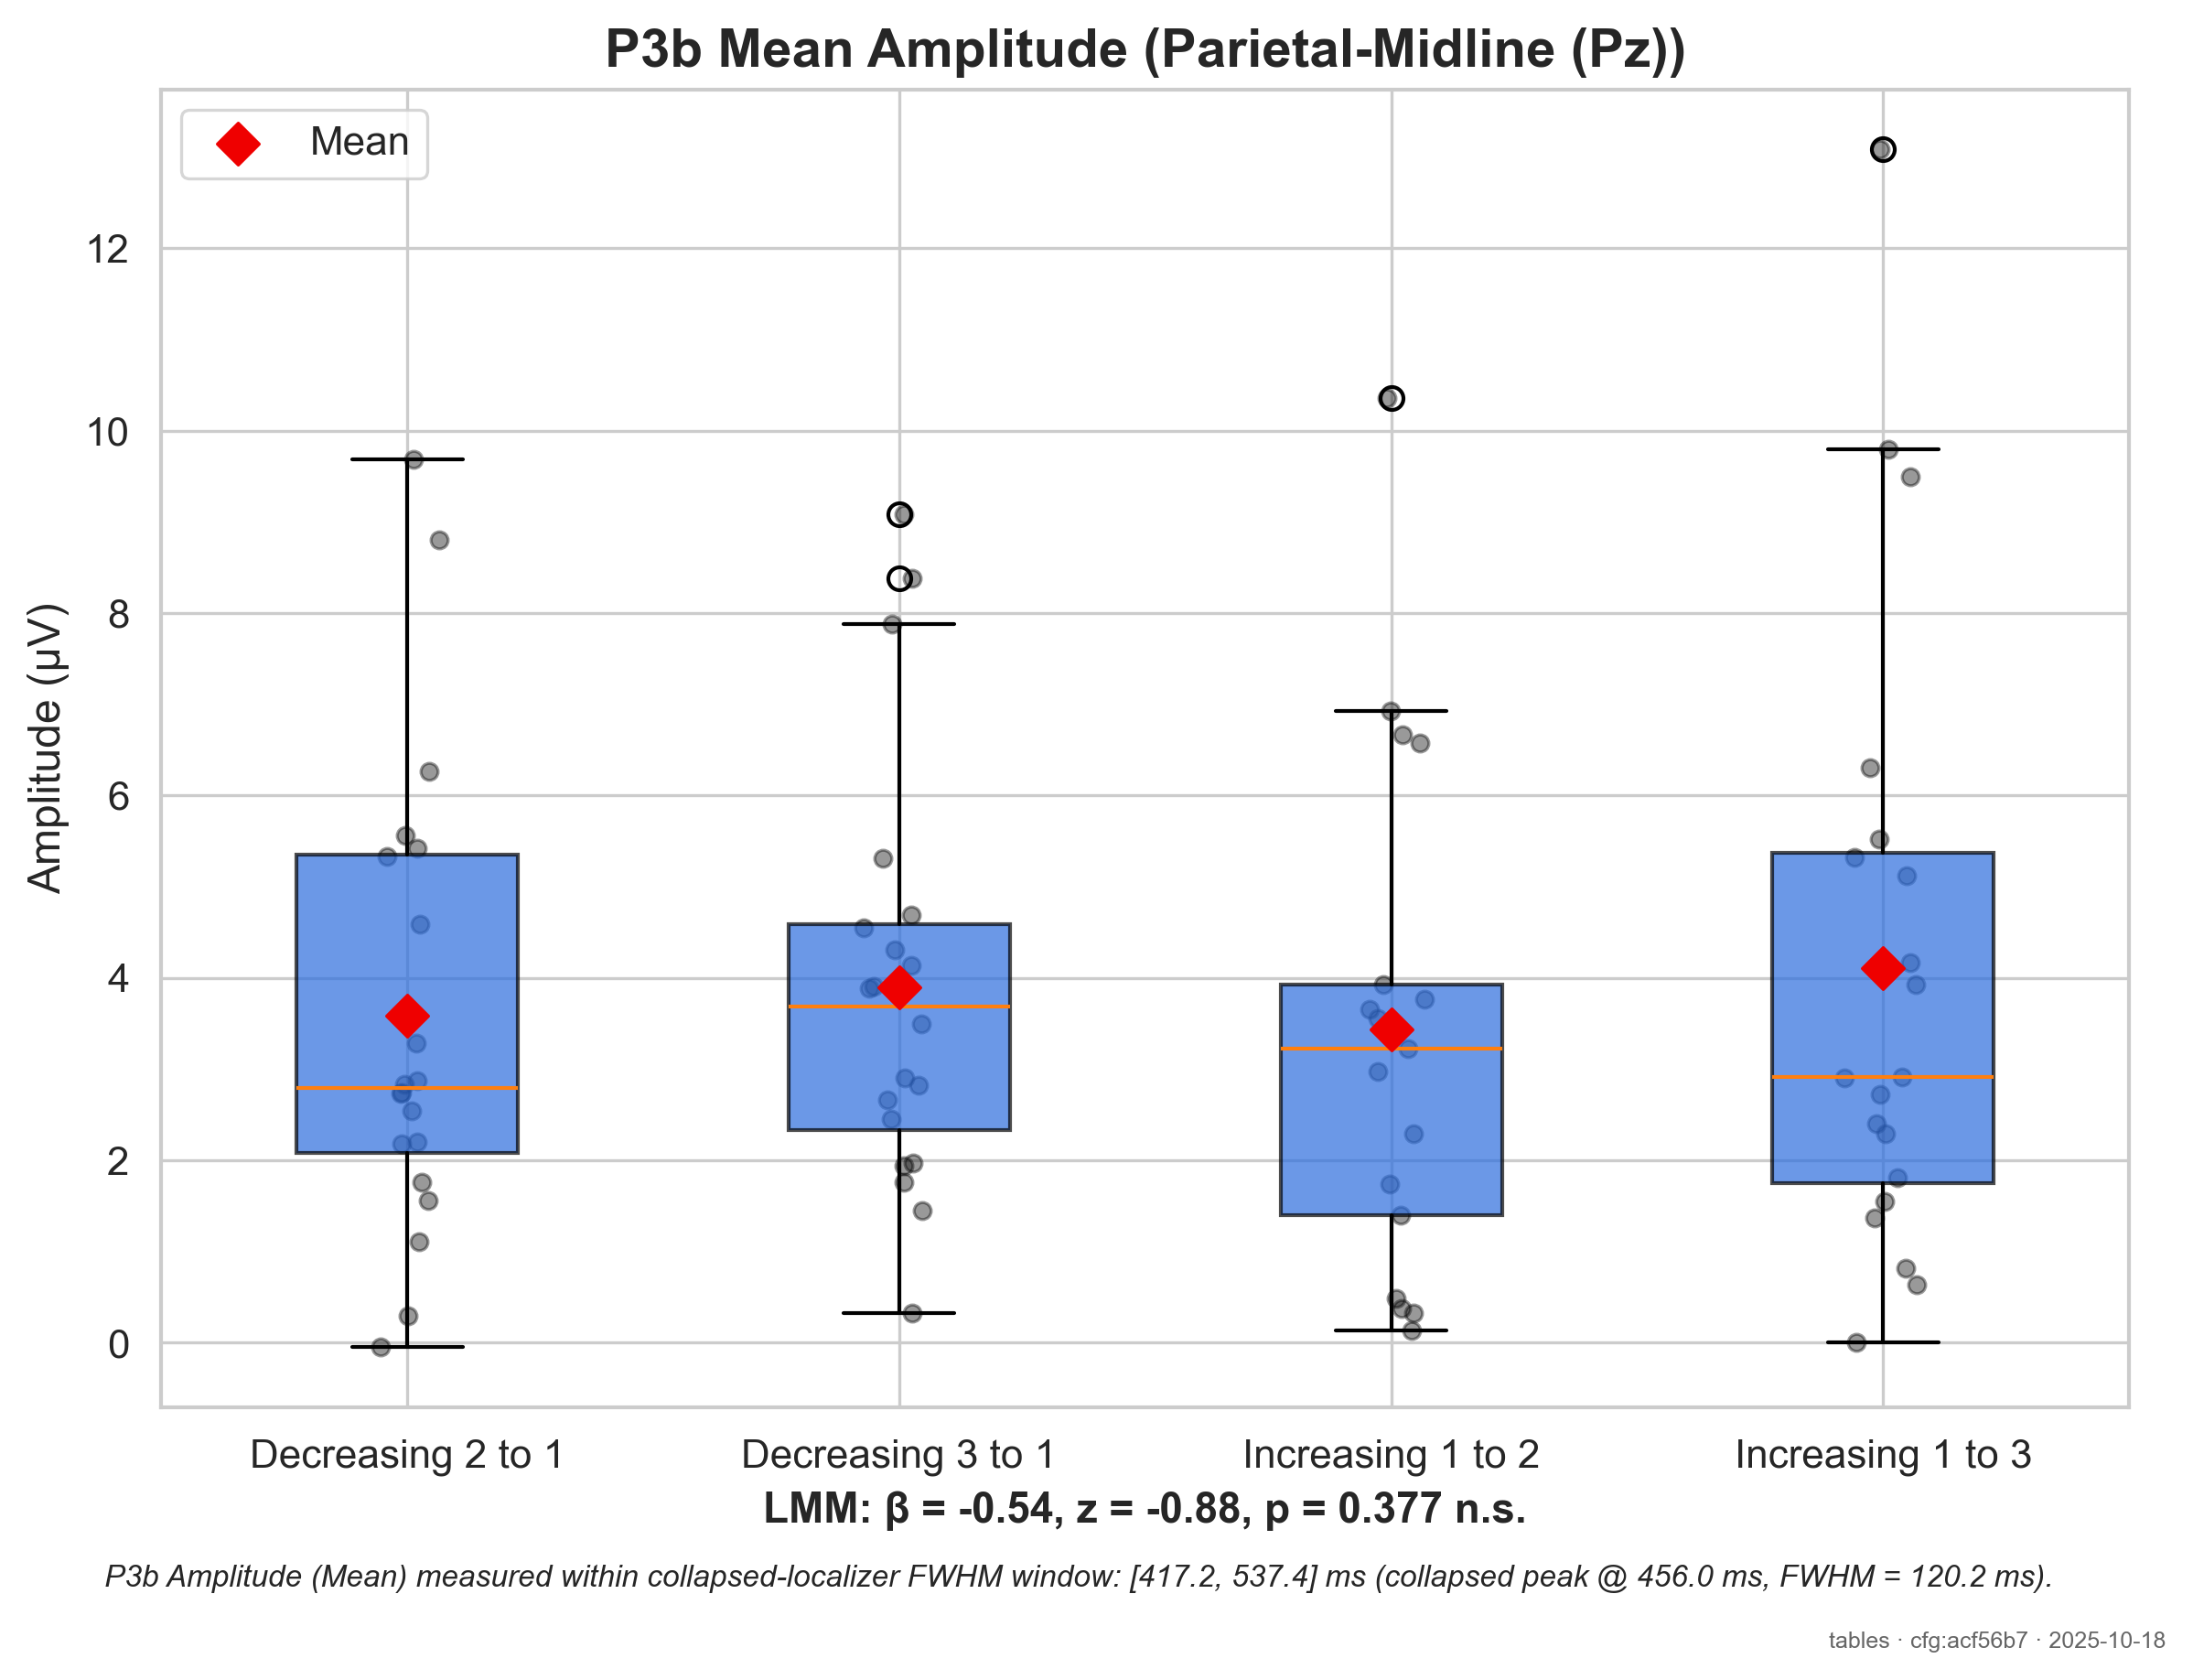 P3b Mean Amplitude (Parietal-Midline (Pz))
Mean
Amplitude (µV)
12
10
8
6
4
2
0
Decreasing 2 to 1
Decreasing 3 to 1
Increasing 1 to 2
Increasing 1 to 3
LMM: β = -0.54, z = -0.88, p = 0.377 n.s.
P3b Amplitude (Mean) measured within collapsed-localizer FWHM window: [417.2, 537.4] ms (collapsed peak @ 456.0 ms, FWHM = 120.2 ms).
tables · cfg:acf56b7 · 2025-10-18